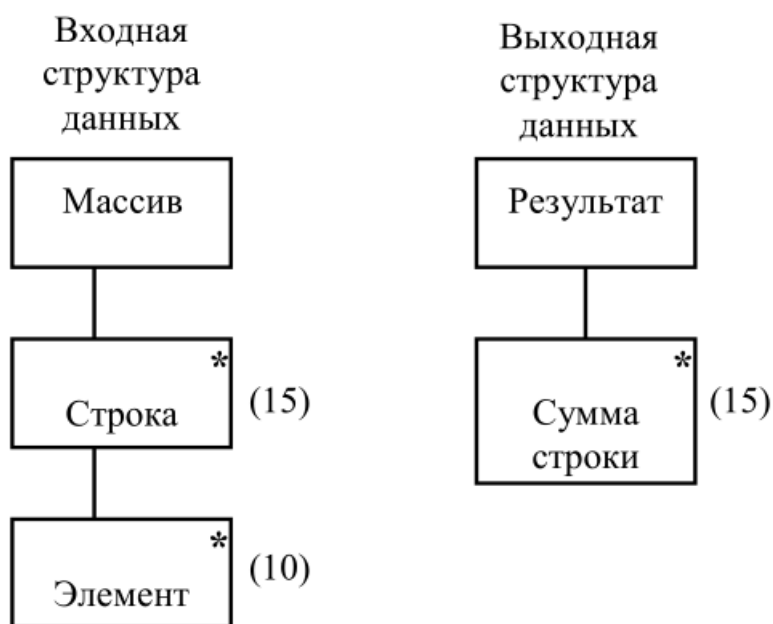 Входная
структура
данных
Массив
*
Строка
(15)
*
Элемент
(10)
Выходная
структура
данных
Результат
*
Сумма
строки
(15)